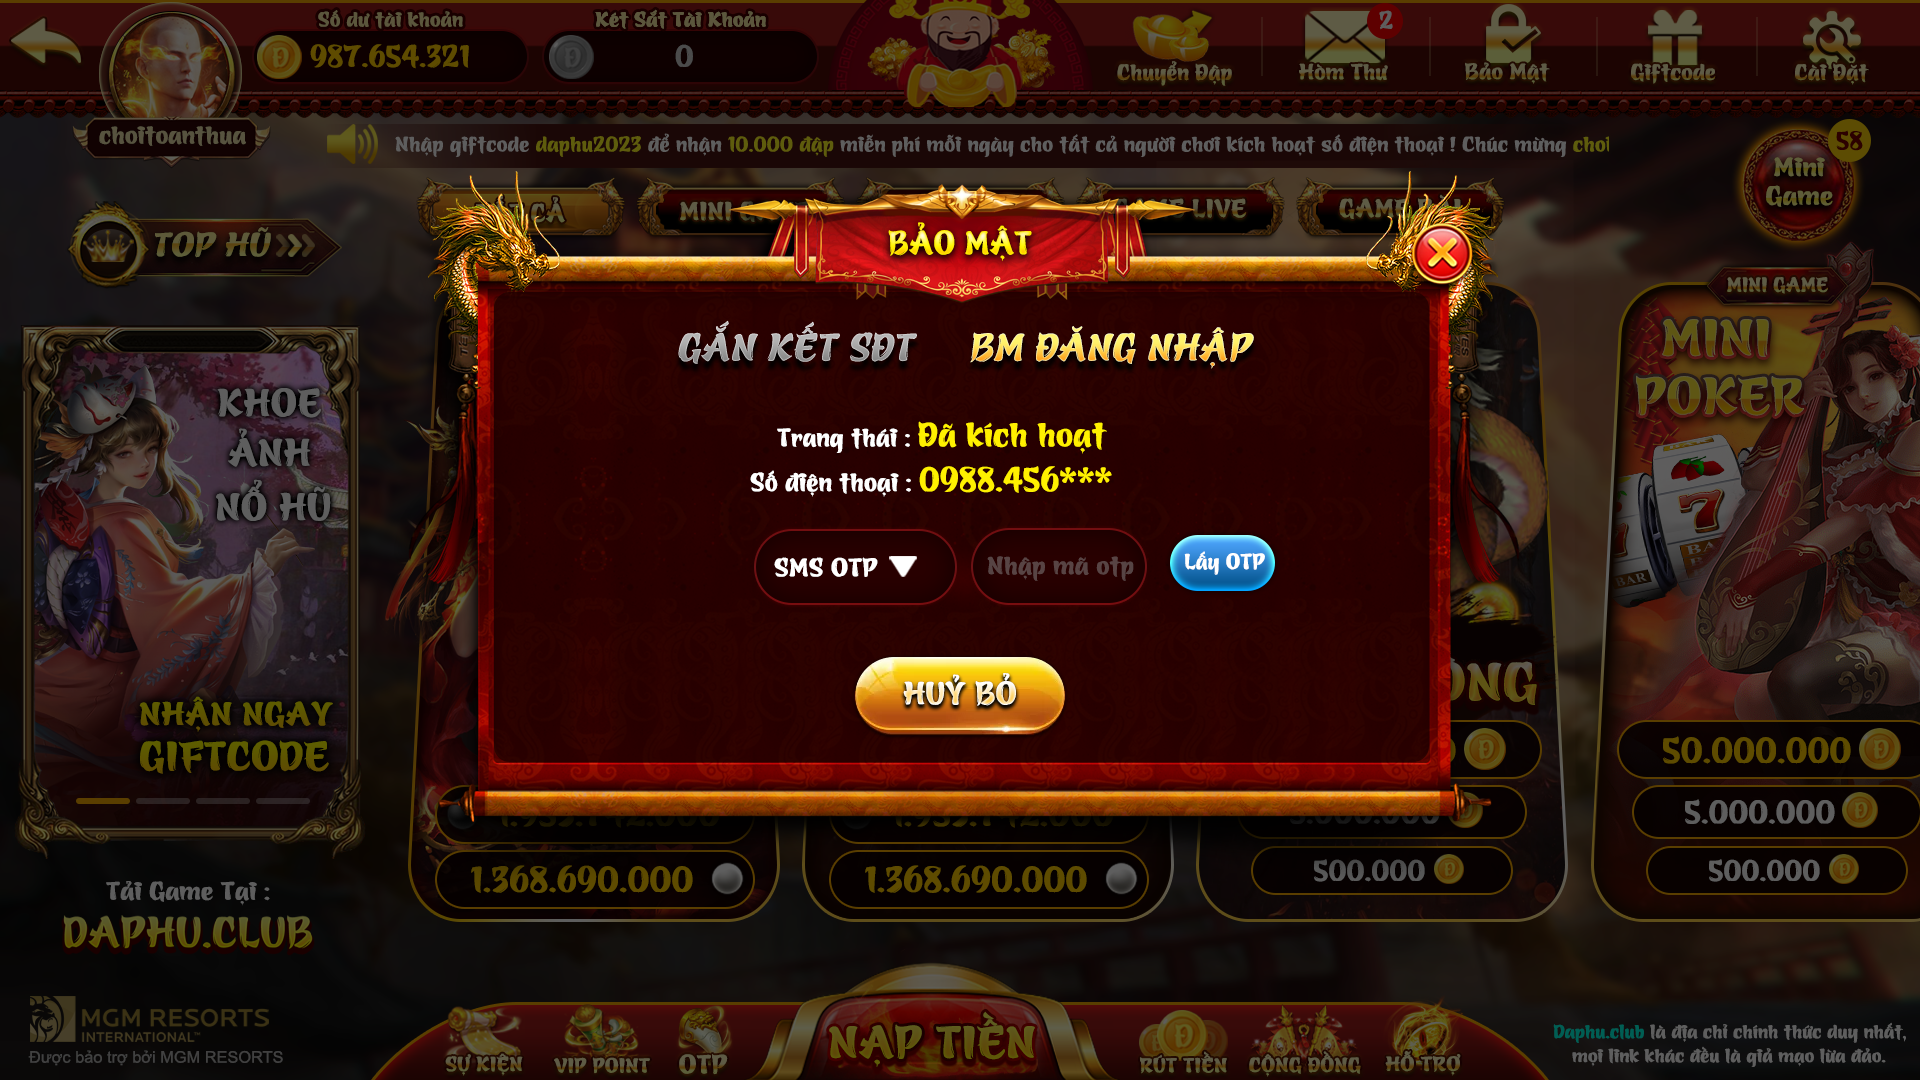 Số dư tài khoản
987.654.321
Két Sắt Tài Khoản
0
Chuyển Đập
2
Hòm Thư
Bảo Mật
Giftcode
Cài Đặt
choitoanthua
Nhập giftcode daphu2023 để nhận 10.000 đập miễn phí mỗi ngày cho tất cả người chơi kích hoạt số điện thoại ! Chúc mừng choi
58
Mini
Game
TOP HŨ
CẢ
MINI
LIVE
GAME
BẢO MẬT
GẮN KẾT SĐT
BM ĐĂNG NHẬP
Trang thái : Đã kích hoạt
Số điện thoại : 0988.456***
SMS OTP
Nhập mã otp
Lấy OTP
HUỶ BỎ
KHOE
ẢNH
NỔ HŨ
NHẬN NGAY
GIFTCODE
MINI GAME
MINI
POKER
BAR
50.000.000
5.000.000
500.000
1.368.690.000
1.368.690.000
5.000.000
500.000
Tải Game Tại :
DAPHU.CLUB
MGM RESORTS
INTERNATIONAL™
Được bảo trợ bởi MGM RESORTS
SỰ KIỆN
VIP POINT
OTP
NẠP TIỀN
RÚT TIỀN
CỘNG ĐỒNG
HỖ TRỢ
Daphu.club là địa chỉ chính thức duy nhất,
mọi link khác đều là giả mạo lừa đảo.